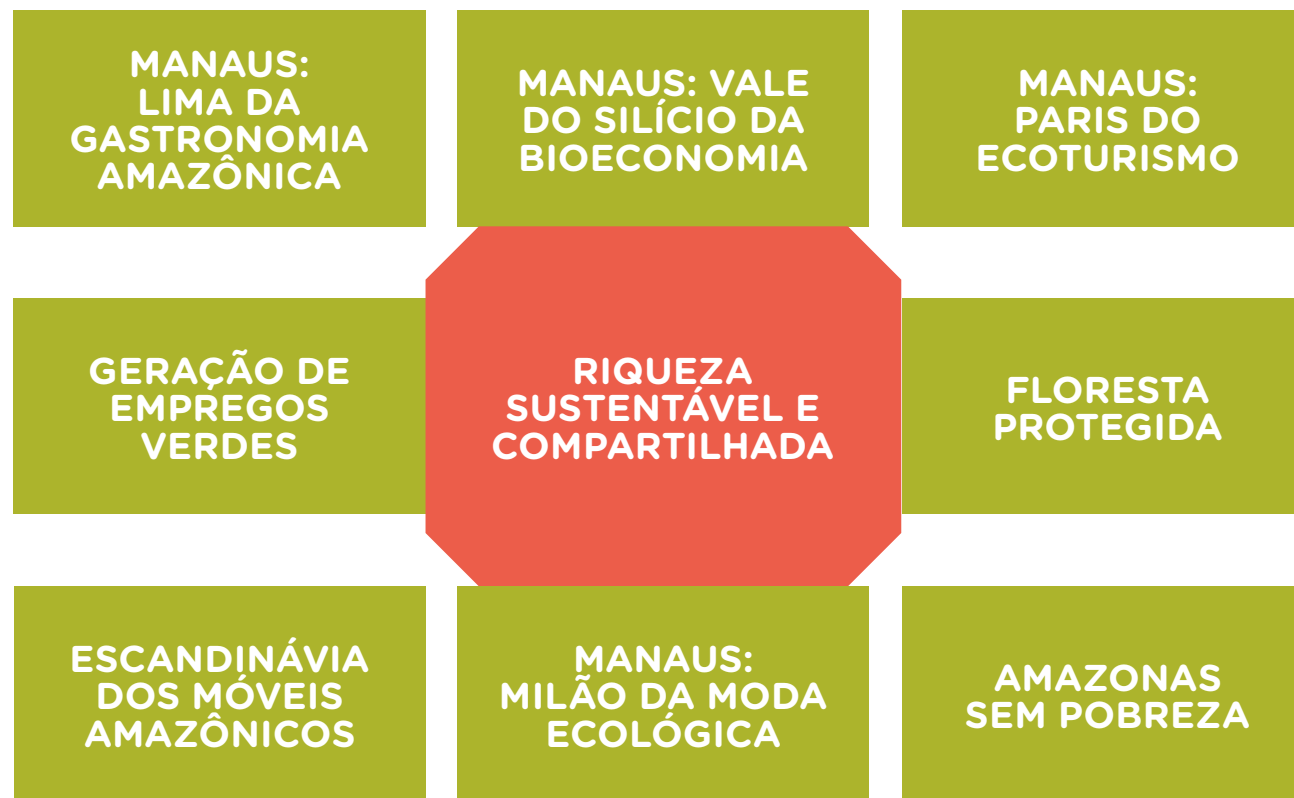 MANAUS:
LIMA DA
GASTRONOMIA
AMAZÔNICA
MANAUS: VALE
DO SILÍCIO DA
BIOECONOMIA
MANAUS:
PARIS DO
ECOTURISMO
GERAÇÃO DE
EMPREGOS
VERDES
RIQUEZA
SUSTENTÁVEL E
COMPARTILHADA
FLORESTA
PROTEGIDA
ESCANDINÁVIA
DOS MÓVEIS
AMAZÔNICOS
MANAUS:
MILÃO DA MODA
ECOLÓGICA
AMAZONAS
SEM POBREZA